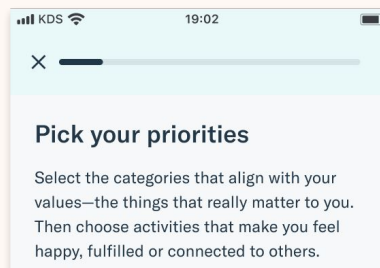 KDS 19:02
Pick your priorities
Select the categories that align with your
values—the things that really matter to you.
Then choose activities that make you feel
happy, fulfilled or connected to others.